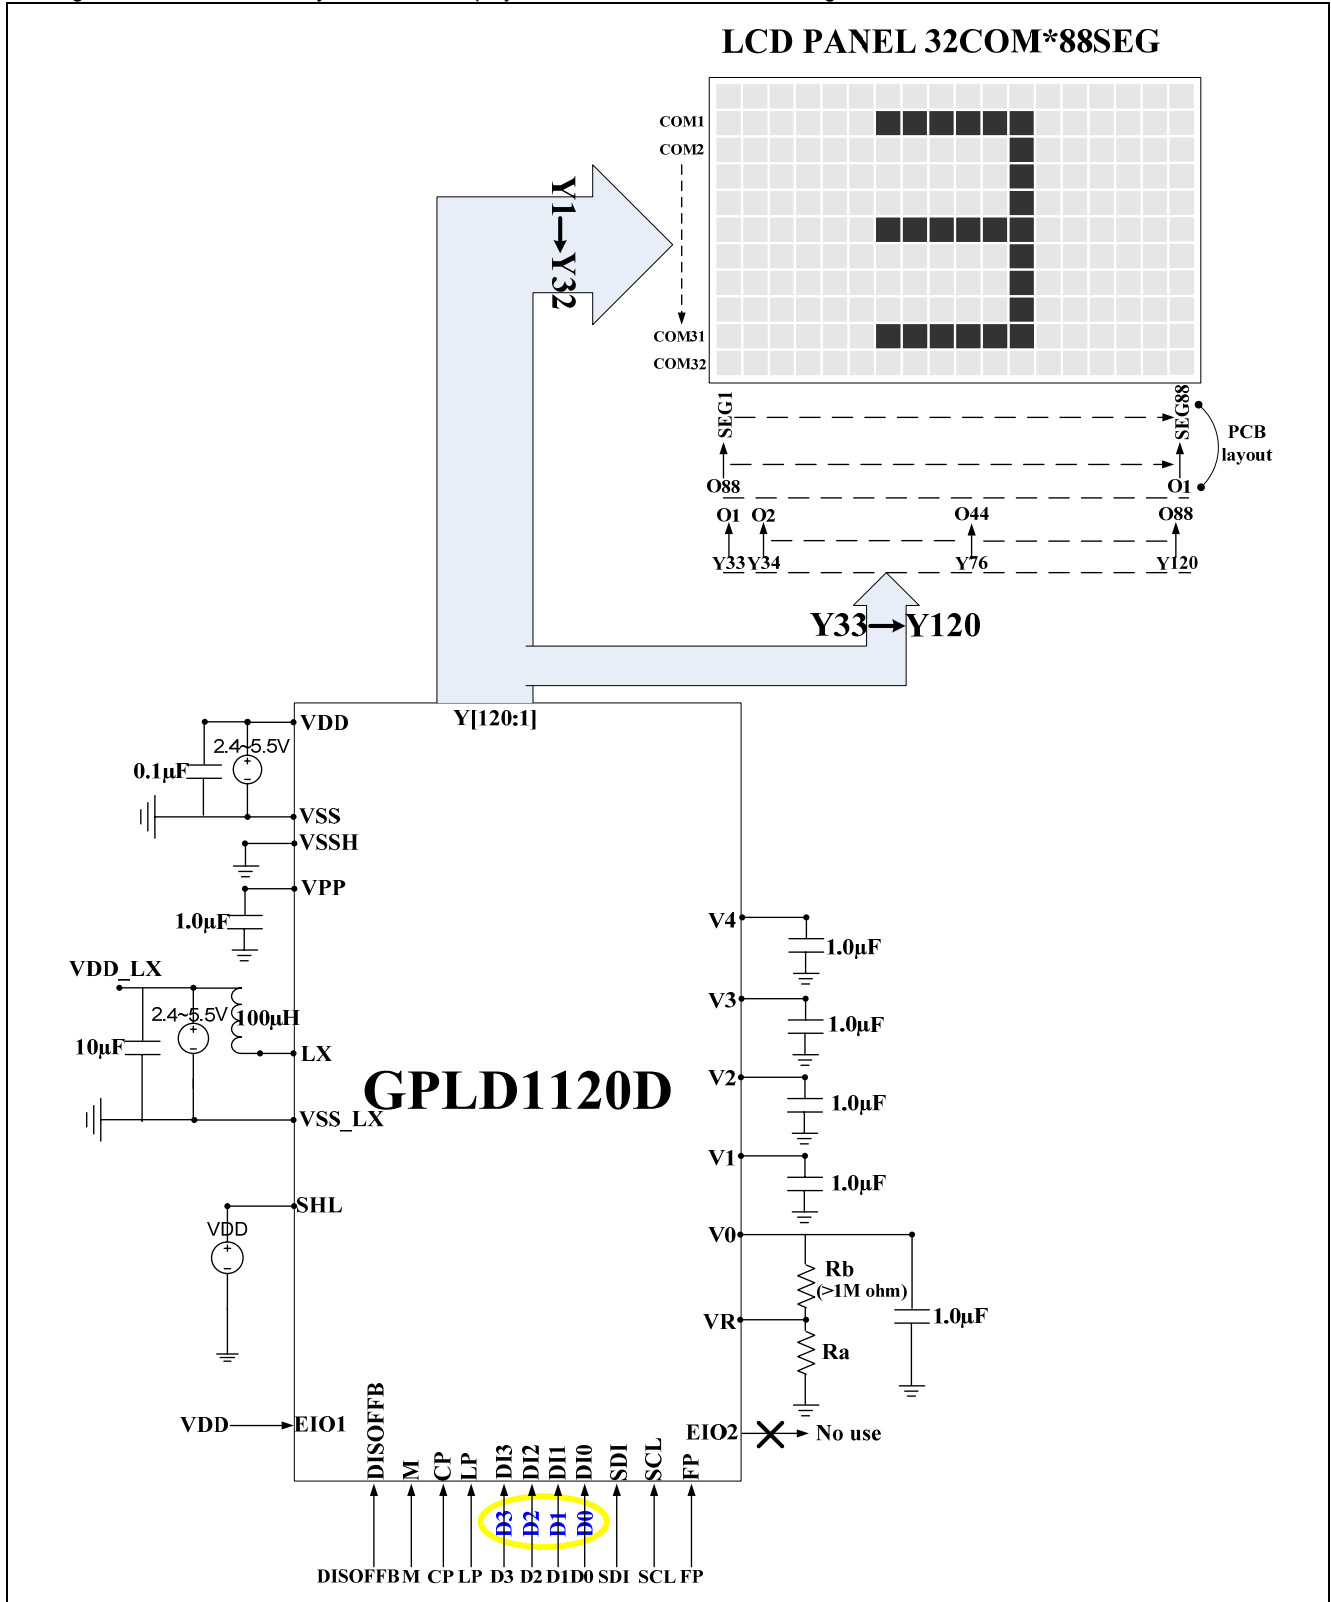 LCD PANEL 32COM*88SEG
COM1
COM2
COM31
COM32
Y1
Y32
SEG1
SEG88
PCB
layout
O88
O1
O1
O2
O44
O88
Y33
Y34
Y76
Y120
Y33
Y120
Y[120:1]
VDD
2.4~5.5V
0.1μF
VSS
VSSH
VPP
1.0μF
VDD_LX
2.4~5.5V
100μH
10μF
LX
VSS_LX
GPLD1120D
V4
1.0μF
V3
1.0μF
V2
1.0μF
V1
1.0μF
SHL
VDD
V0
Rb
(>1M ohm)
1.0μF
VR
Ra
VDD
EIO1
EIO2
No use
DISOFFB
M
CP
LP
DI3
DI2
DI1
DI0
SDI
SCL
FP
D3
D2
D1
D0
DISOFFB M CP LP D3 D2 D1 D0 SDI SCL FP